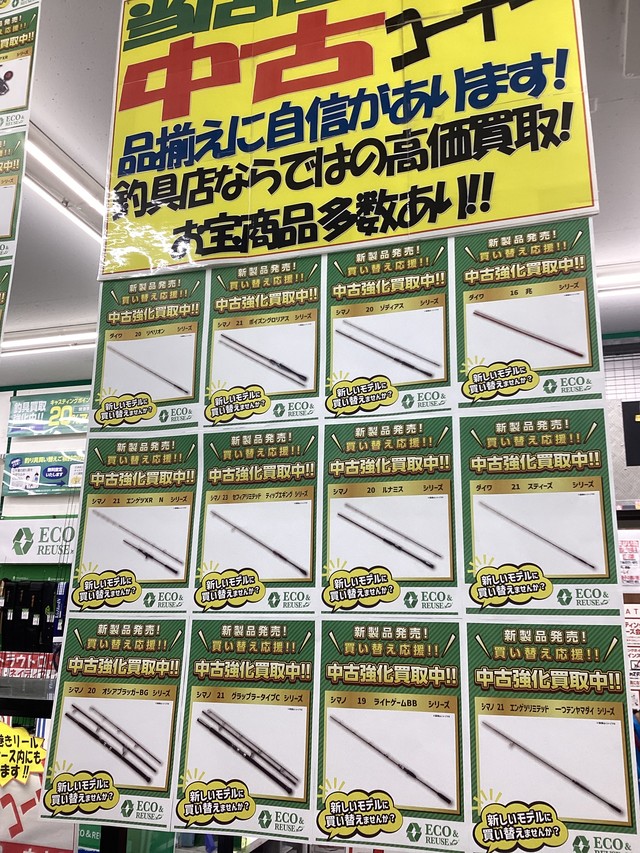 中古コーナー
品揃えに自信があります!
釣具店ならではの高価買取!
お宝商品多数あり!!
新製品発売!
買い替え応援!!
中古強化買取中!!
ダイワ 20 リベリオン シリーズ
新しいモデルに
買い替えませんか?
ECO
& REUSE
新製品発売!
買い替え応援!!
中古強化買取中!!
シマノ 21 ポイズングロリアス シリーズ
新しいモデルに
買い替えませんか?
ECO
& REUSE
新製品発売!
買い替え応援!!
中古強化買取中!!
シマノ 20 ゾディアス シリーズ
新しいモデルに
買い替えませんか?
ECO
& REUSE
新製品発売!
買い替え応援!!
中古強化買取中!!
ダイワ 16 兆 シリーズ
新しいモデルに
買い替えませんか?
ECO
& REUSE
新製品発売!
買い替え応援!!
中古強化買取中!!
シマノ 21 エンゲツXR N シリーズ
新しいモデルに
買い替えませんか?
ECO
& REUSE
新製品発売!
買い替え応援!!
中古強化買取中!!
シマノ 23 セフィアリミテッド ティップエギング シリーズ
新しいモデルに
買い替えませんか?
ECO
& REUSE
新製品発売!
買い替え応援!!
中古強化買取中!!
シマノ 20 ルナミス シリーズ
新しいモデルに
買い替えませんか?
ECO
& REUSE
新製品発売!
買い替え応援!!
中古強化買取中!!
ダイワ 21 スティーズ シリーズ
新しいモデルに
買い替えませんか?
ECO
& REUSE
新製品発売!
買い替え応援!!
中古強化買取中!!
シマノ 20 オシアプラッガーBG シリーズ
新しいモデルに
買い替えませんか?
ECO
& REUSE
新製品発売!
買い替え応援!!
中古強化買取中!!
シマノ 21 グラップラータイプC シリーズ
新しいモデルに
買い替えませんか?
ECO
& REUSE
新製品発売!
買い替え応援!!
中古強化買取中!!
シマノ 19 ライトゲームBB シリーズ
新しいモデルに
買い替えませんか?
ECO
& REUSE
新製品発売!
買い替え応援!!
中古強化買取中!!
シマノ 21 エンゲツリミテッド 一つテンヤマダイ シリーズ
新しいモデルに
買い替えませんか?
ECO
& REUSE
釣具買取
ECO
REUSE